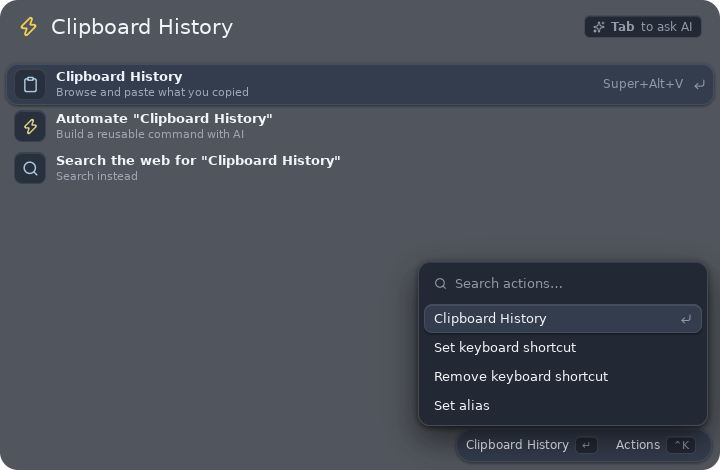 Clipboard History
Tab to ask AI
Clipboard History
Browse and paste what you copied
Super+Alt+V
Automate "Clipboard History"
Build a reusable command with AI
Search the web for "Clipboard History"
Search instead
Search actions...
Clipboard History
Set keyboard shortcut
Remove keyboard shortcut
Set alias
Clipboard History ↵ Actions ^K